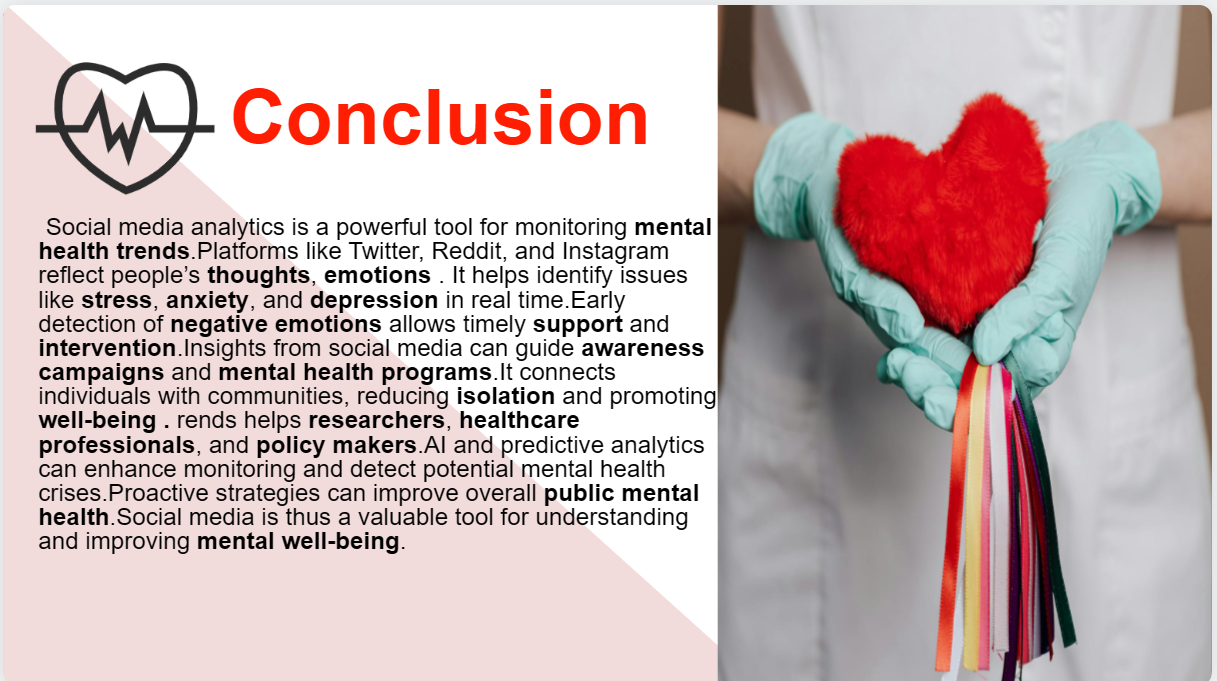 Conclusion
Social media analytics is a powerful tool for monitoring mental
health trends.Platforms like Twitter, Reddit, and Instagram
reflect people’s thoughts, emotions . It helps identify issues
like stress, anxiety, and depression in real time.Early
detection of negative emotions allows timely support and
intervention.Insights from social media can guide awareness
campaigns and mental health programs.It connects
individuals with communities, reducing isolation and promoting
well-being . rends helps researchers, healthcare
professionals, and policy makers.AI and predictive analytics
can enhance monitoring and detect potential mental health
crises.Proactive strategies can improve overall public mental
health.Social media is thus a valuable tool for understanding
and improving mental well-being.